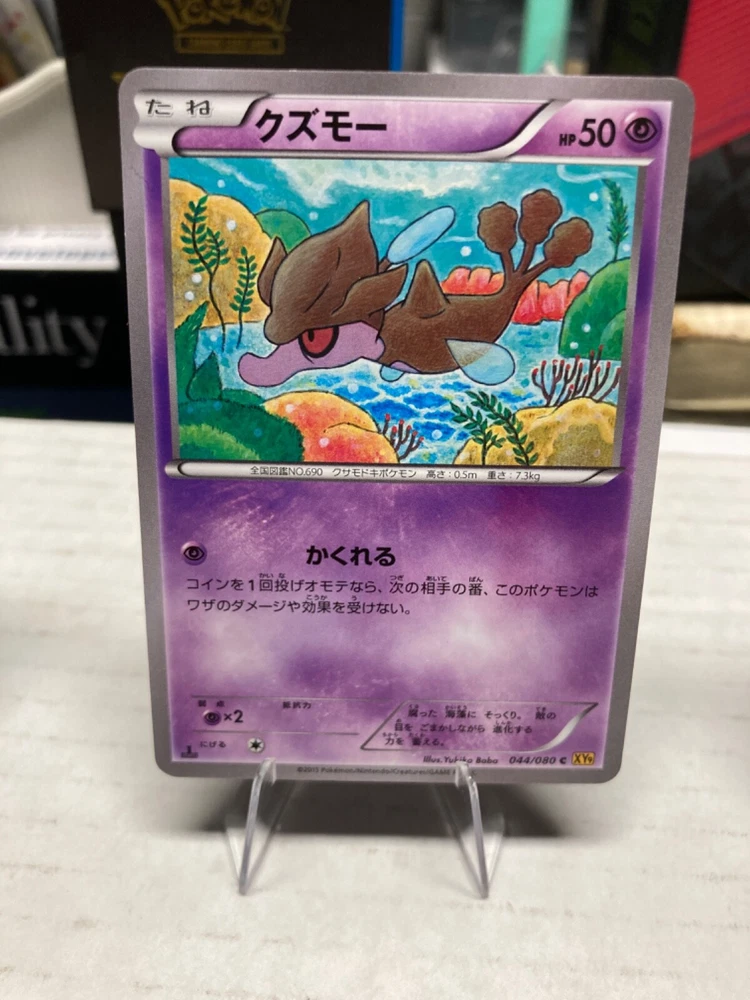 たね
クズモー
HP50
全国図鑑NO.690 クサモドキポケモン 高さ:0.5m 重さ:7.3kg
かくれる
コインを1回投げオモテなら、次の相手の番、このポケモンは
ワザのダメージや効果を受けない。
弱点 抵抗力
×2
腐った 海藻に そっくり。 敵の
目を ごまかしながら 進化する
力を 蓄える。
にげる
Illus.Yukiko Baba 044/080 C XY9
©2015 Pokémon/Nintendo/Creatures/GAME
lity